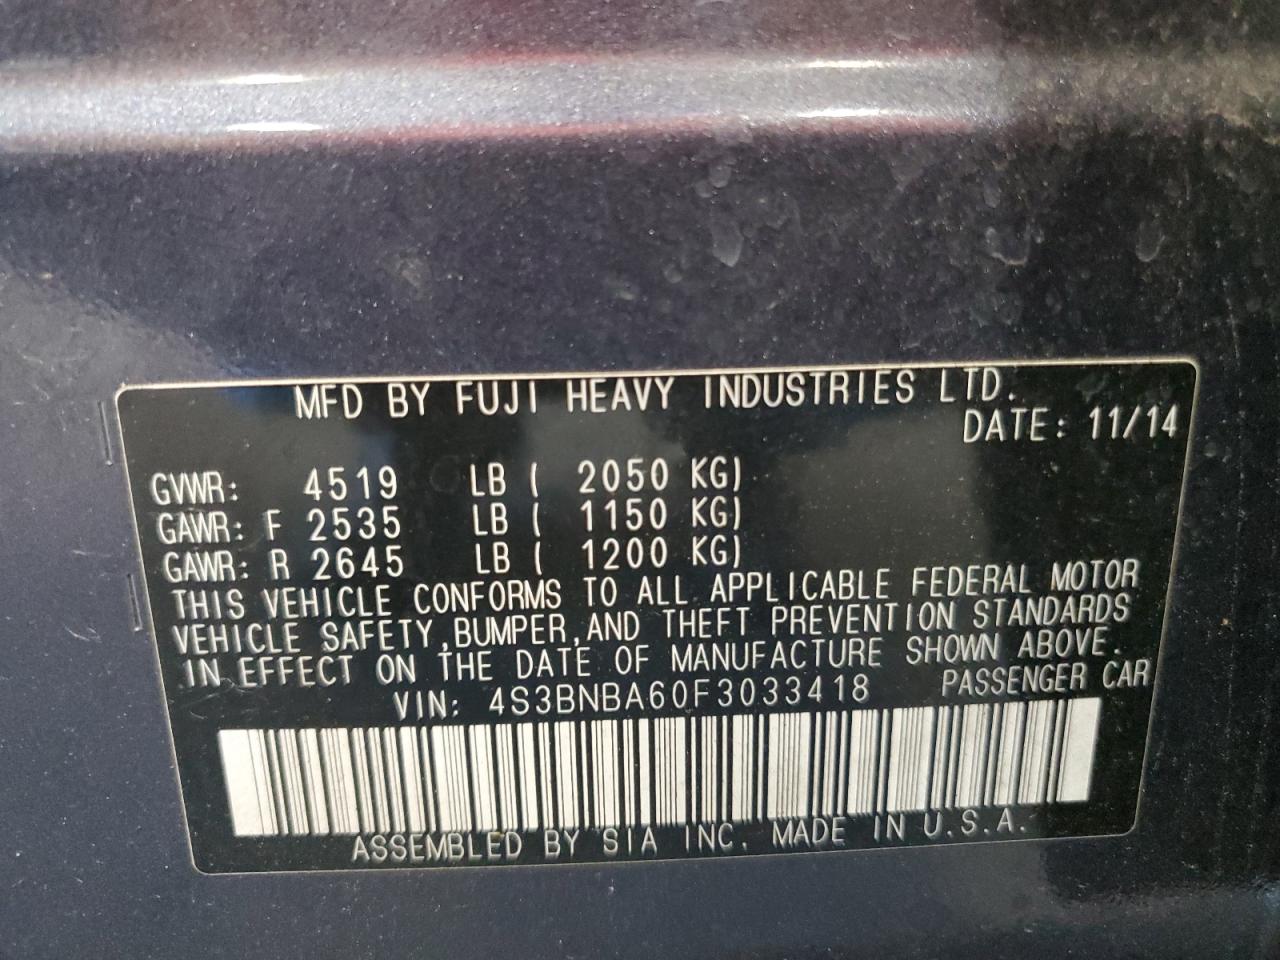 MFD BY FUJI HEAVY INDUSTRIES LTD.
DATE: 11/14
GVWR: 4519 LB ( 2050 KG)
GAWR: F 2535 LB ( 1150 KG)
GAWR: R 2645 LB ( 1200 KG)
THIS VEHICLE CONFORMS TO ALL APPLICABLE FEDERAL MOTOR
VEHICLE SAFETY,BUMPER,AND THEFT PREVENTION STANDARDS
IN EFFECT ON THE DATE OF MANUFACTURE SHOWN ABOVE.
VIN: 4S3BNBA60F3033418 PASSENGER CAR
ASSEMBLED BY SIA INC. MADE IN U.S.A.